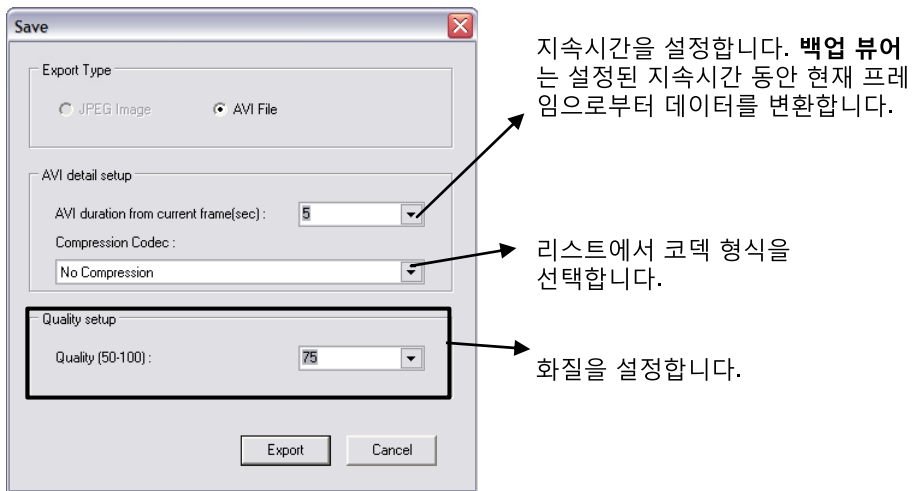 Save
Export Type
JPEG Image
AVI File
AVI detail setup
AVI duration from current frame(sec) :
5
Compression Codec :
No Compression
Quality setup
Quality (50-100) :
75
Export
Cancel
지속시간을 설정합니다. 백업 뷰어
는 설정된 지속시간 동안 현재 프레
임으로부터 데이터를 변환합니다.
리스트에서 코덱 형식을
선택합니다.
화질을 설정합니다.